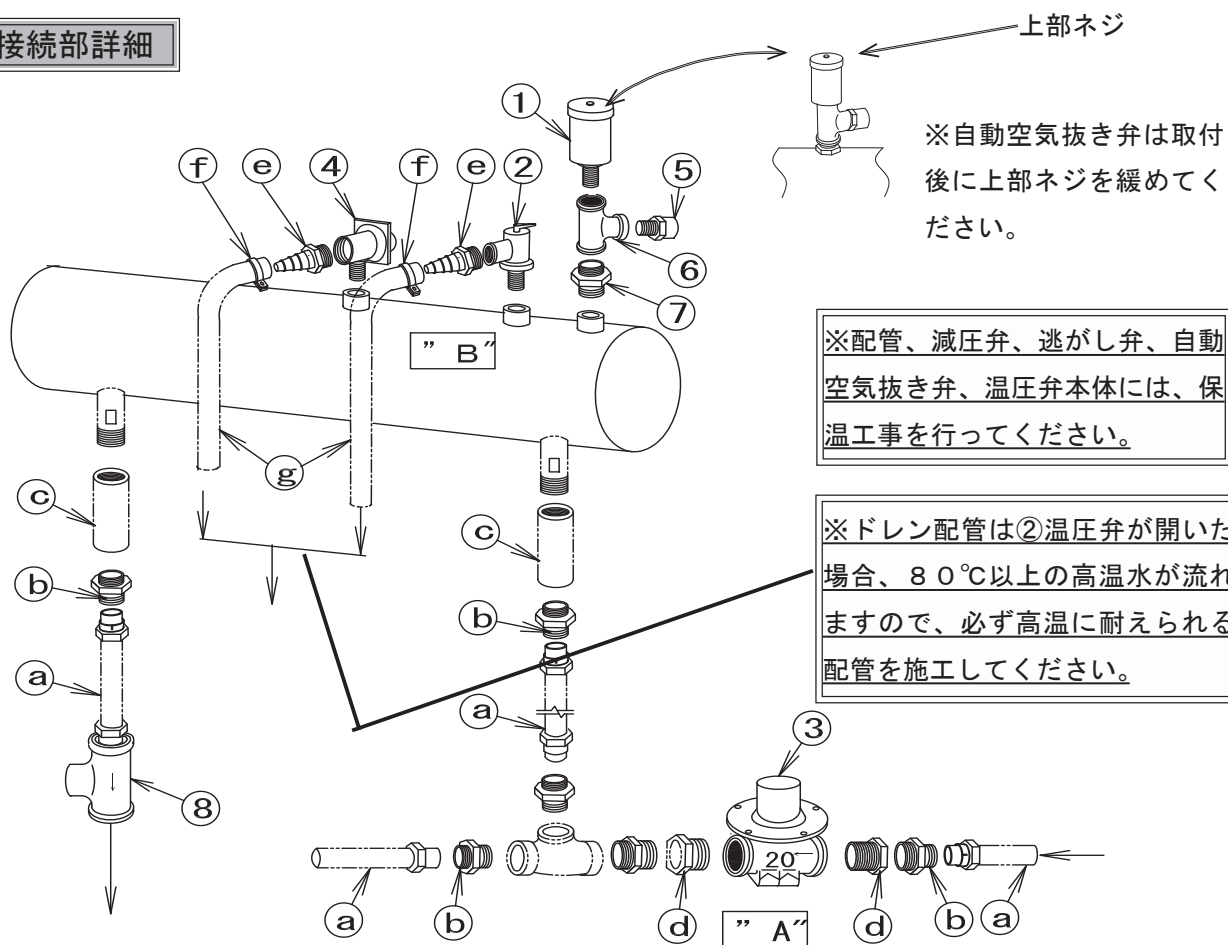 接続部詳細
上部ネジ
※自動空気抜き弁は取付
後に上部ネジを緩めてく
ださい。
① 
ⓕ ⓔ ④ ⓕ ⓔ ② ⑤
⑥
⑦
” B”
※配管、減圧弁、逃がし弁、自動
空気抜き弁、温圧弁本体には、保
温工事を行ってください。
ⓖ
ⓒ
ⓒ
※ドレン配管は②温圧弁が開いた
場合、80℃以上の高温水が流れ
ますので、必ず高温に耐えられる
配管を施工してください。
ⓑ
ⓑ
ⓐ
ⓐ
③
⑧
20
ⓐ ⓑ ⓓ ⓓ ⓑ ⓐ
” A”